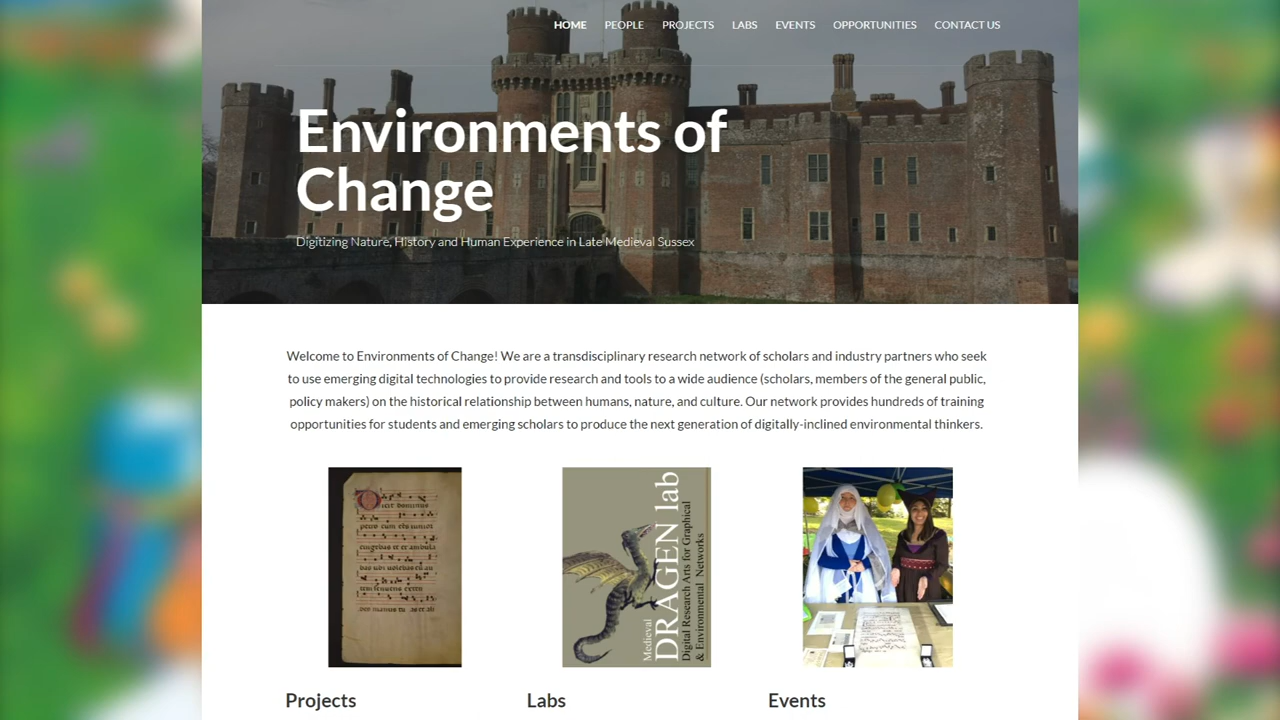 HOME PEOPLE PROJECTS LABS EVENTS OPPORTUNITIES CONTACT US
Environments of
Change
Digitizing Nature, History and Human Experience in Late Medieval Sussex
Welcome to Environments of Change! We are a transdisciplinary research network of scholars and industry partners who seek
to use emerging digital technologies to provide research and tools to a wide audience (scholars, members of the general public,
policy makers) on the historical relationship between humans, nature, and culture. Our network provides hundreds of training
opportunities for students and emerging scholars to produce the next generation of digitally-inclined environmental thinkers.
Medieval
DRAGEN lab
Digital Research Arts for Graphical
& Environmental Networks
Projects
Labs
Events